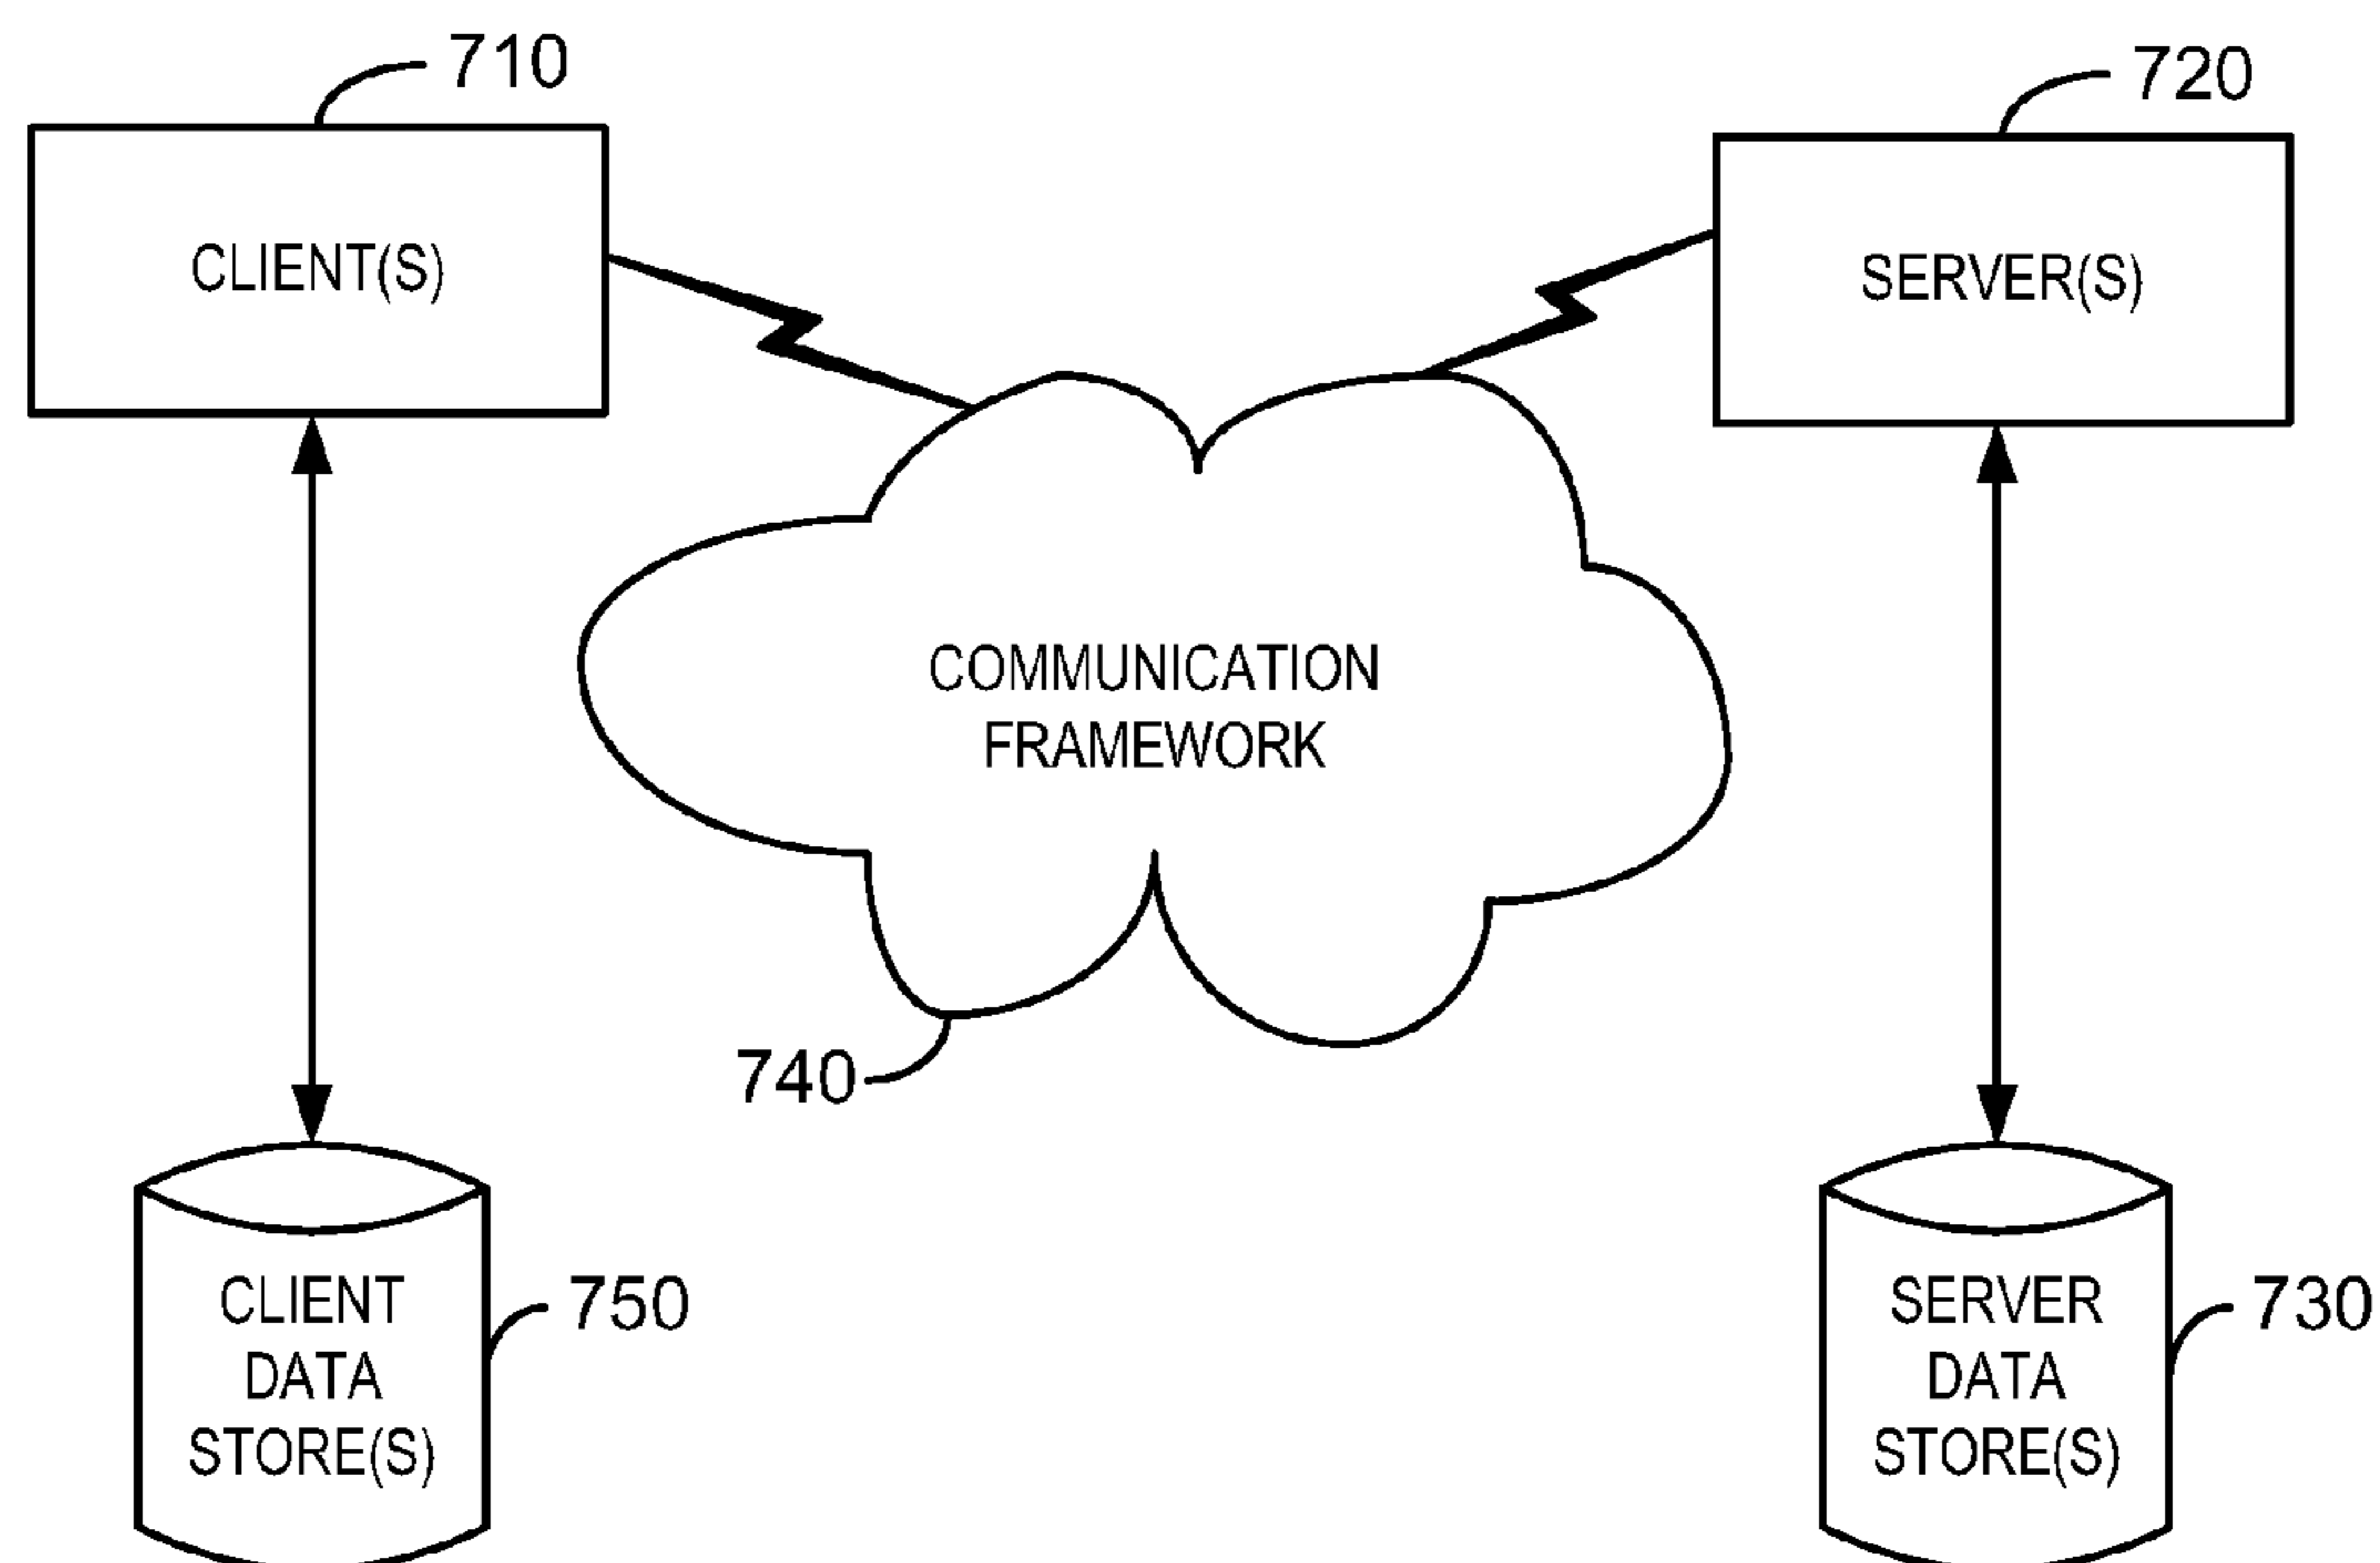 710
720
CLIENT(S)
SERVER(S)
COMMUNICATION
FRAMEWORK
740
CLIENT
DATA
STORE(S)
750
SERVER
DATA
STORE(S)
730